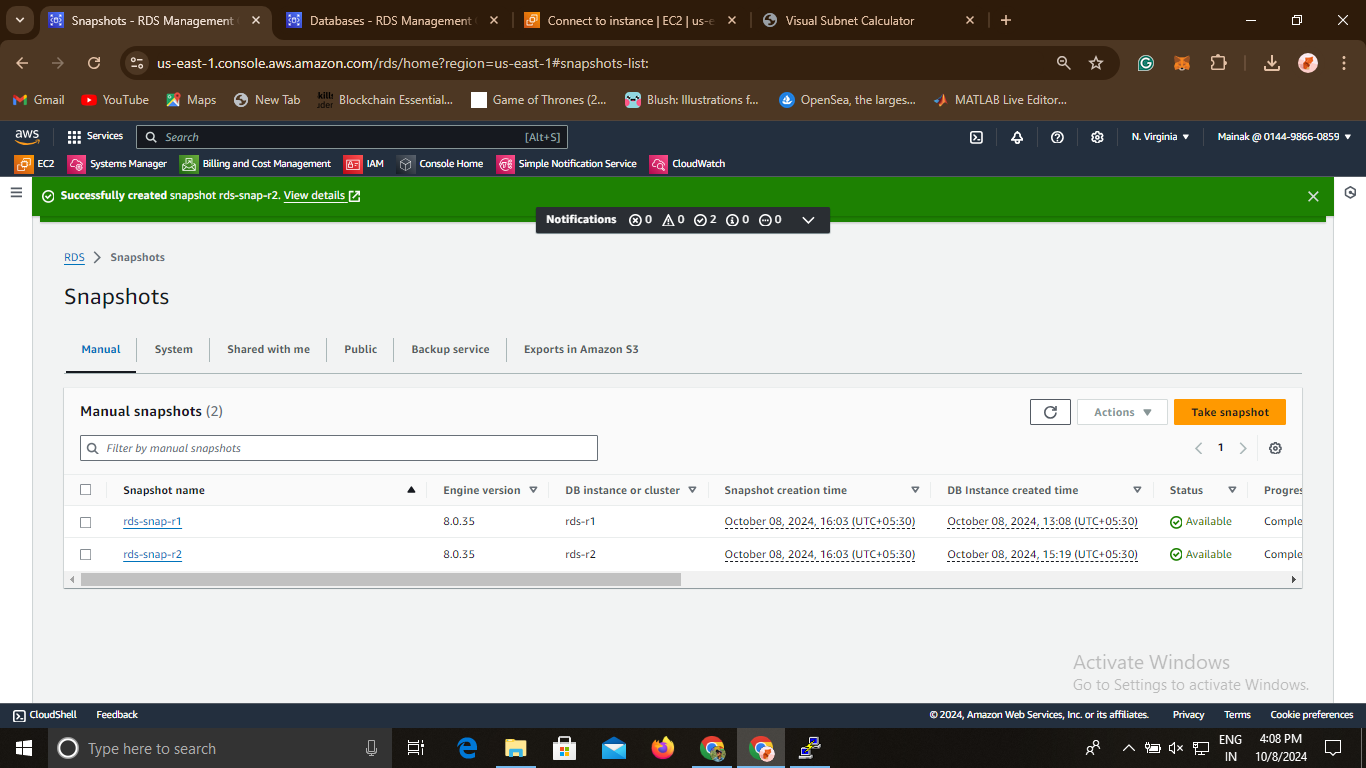 Snapshots - RDS Management
Databases - RDS Management
Connect to instance | EC2 | us-e
Visual Subnet Calculator
us-east-1.console.aws.amazon.com/rds/home?region=us-east-1#snapshots-list:
Gmail
YouTube
Maps
New Tab
Blockchain Essential...
Game of Thrones (2...
Blush: Illustrations f...
OpenSea, the larges...
MATLAB Live Editor...
aws
Services
Search
[Alt+S]
N. Virginia
Mainak @ 0144-9866-0859
EC2
Systems Manager
Billing and Cost Management
IAM
Console Home
Simple Notification Service
CloudWatch
Successfully created snapshot rds-snap-r2. View details
Notifications 0 0 2 0 0
RDS > Snapshots
Snapshots
Manual
System
Shared with me
Public
Backup service
Exports in Amazon S3
Manual snapshots (2)
Actions
Take snapshot
Filter by manual snapshots
1
Snapshot name Engine version DB instance or cluster Snapshot creation time DB Instance created time Status Progres
rds-snap-r1 8.0.35 rds-r1 October 08, 2024, 16:03 (UTC+05:30) October 08, 2024, 13:08 (UTC+05:30) Available Comple
rds-snap-r2 8.0.35 rds-r2 October 08, 2024, 16:03 (UTC+05:30) October 08, 2024, 15:19 (UTC+05:30) Available Comple
Activate Windows
Go to Settings to activate Windows.
CloudShell
Feedback
© 2024, Amazon Web Services, Inc. or its affiliates.
Privacy
Terms
Cookie preferences
Type here to search
ENG
IN
4:08 PM
10/8/2024